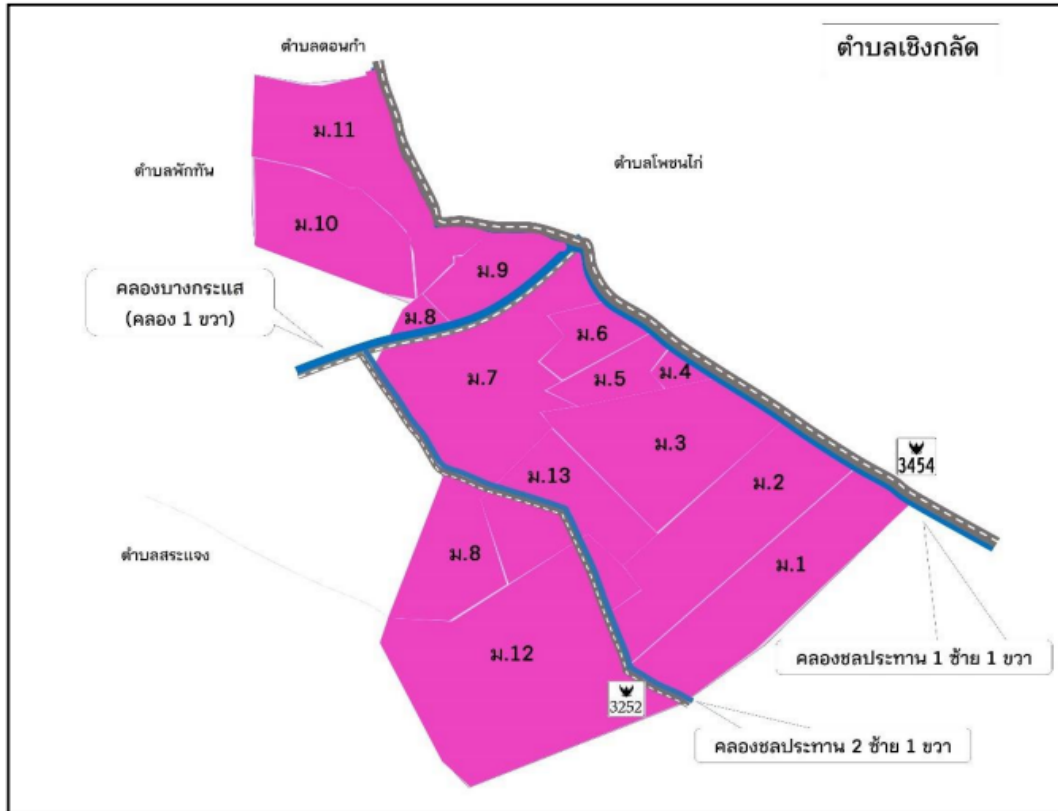 ตำบลดอนกำ
ตำบลเชิงกลัด
ม.11
ตำบลพักทัน
ตำบลโพชนไก่
ม.10
ม.9
คลองบางกระแส
(คลอง 1 ขวา)
ม.8
ม.6
ม.7
ม.5
ม.4
ม.3
3454
ม.13
ม.2
ตำบลสระแจง
ม.8
ม.1
ม.12
คลองชลประทาน 1 ซ้าย 1 ขวา
3252
คลองชลประทาน 2 ซ้าย 1 ขวา